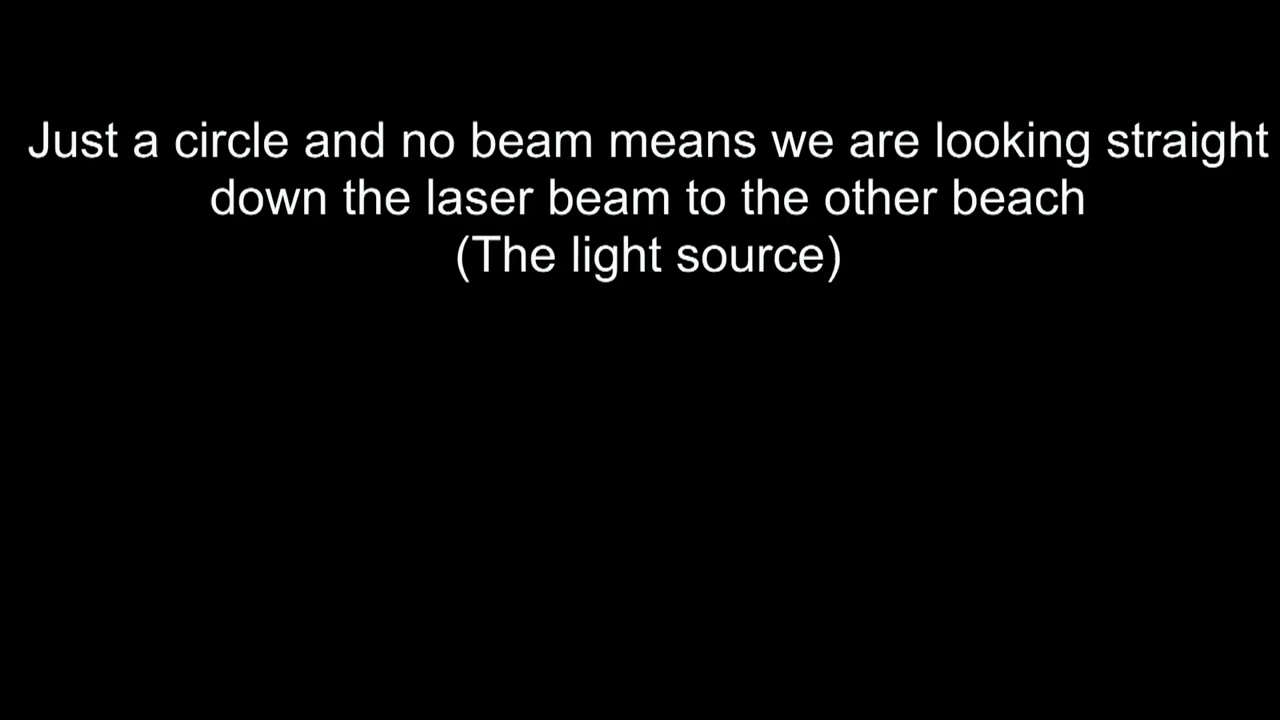 Just a circle and no beam means we are looking straight
down the laser beam to the other beach
(The light source)